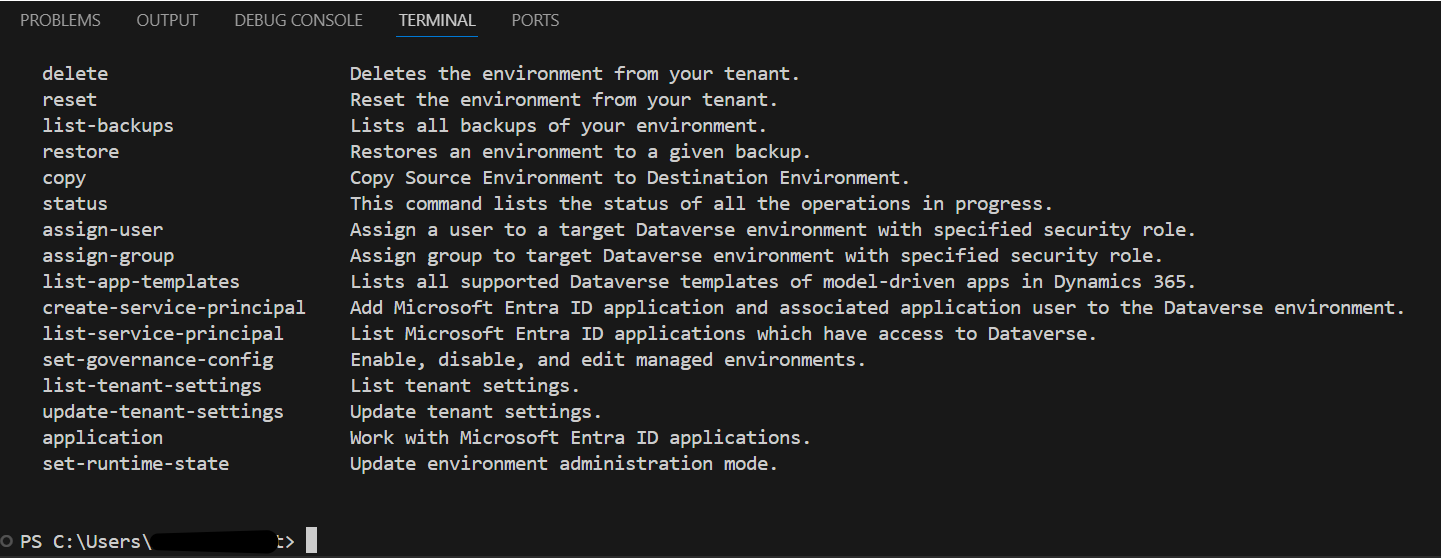 PROBLEMS OUTPUT DEBUG CONSOLE TERMINAL PORTS
delete Deletes the environment from your tenant.
reset Reset the environment from your tenant.
list-backups Lists all backups of your environment.
restore Restores an environment to a given backup.
copy Copy Source Environment to Destination Environment.
status This command lists the status of all the operations in progress.
assign-user Assign a user to a target Dataverse environment with specified security role.
assign-group Assign group to target Dataverse environment with specified security role.
list-app-templates Lists all supported Dataverse templates of model-driven apps in Dynamics 365.
create-service-principal Add Microsoft Entra ID application and associated application user to the Dataverse environment.
list-service-principal List Microsoft Entra ID applications which have access to Dataverse.
set-governance-config Enable, disable, and edit managed environments.
list-tenant-settings List tenant settings.
update-tenant-settings Update tenant settings.
application Work with Microsoft Entra ID applications.
set-runtime-state Update environment administration mode.
PS C:\Users\ t>